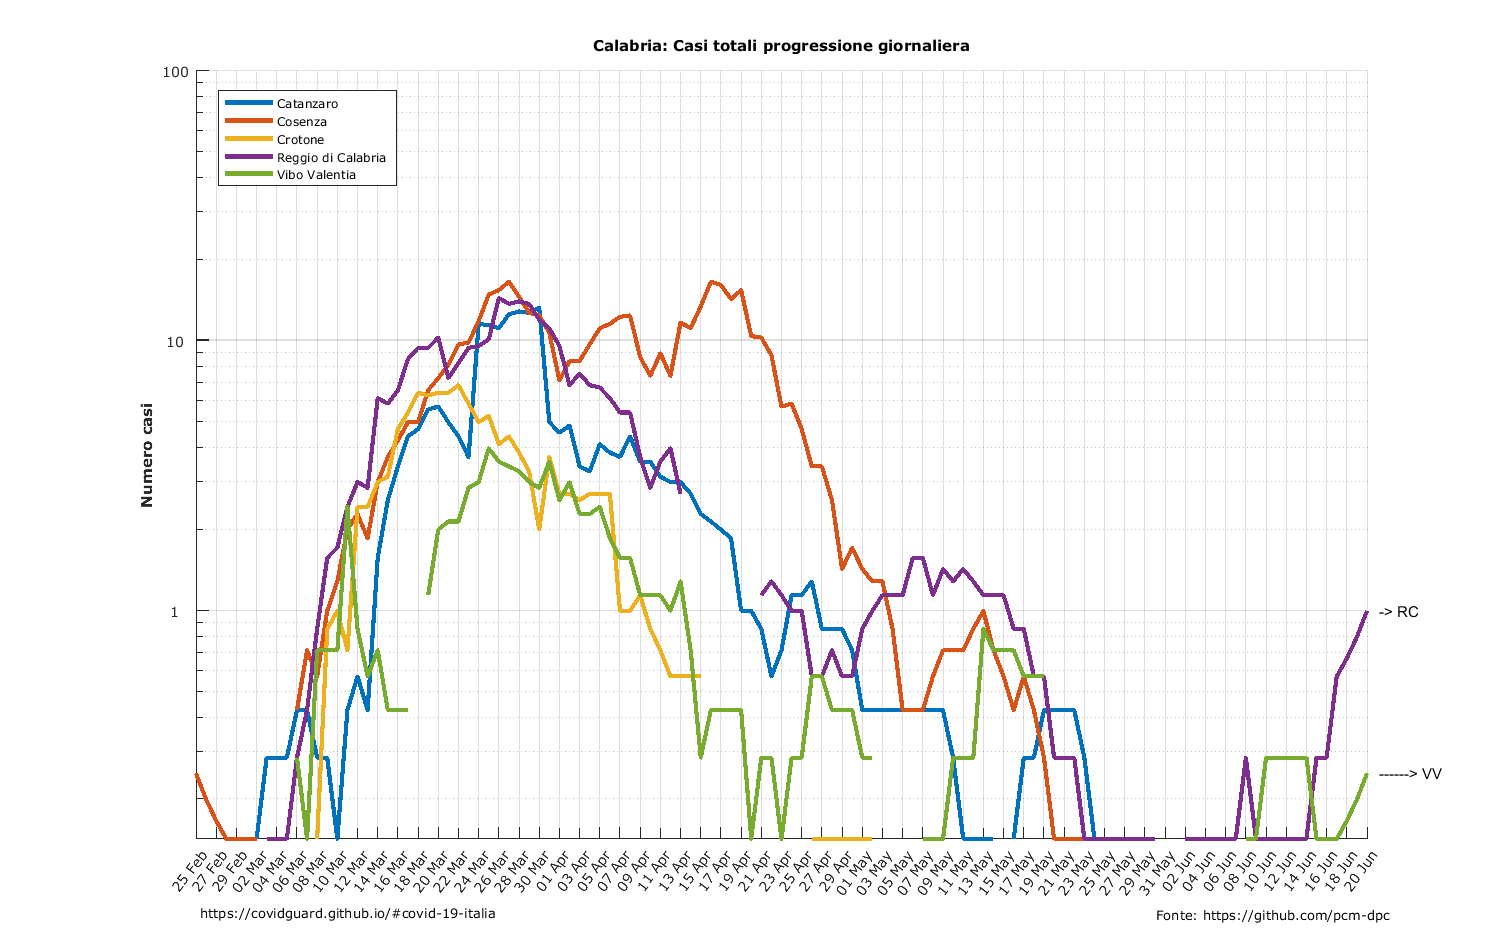 Calabria: Casi totali progressione giornaliera
100
10
1
Numero casi
Catanzaro
Cosenza
Crotone
Reggio di Calabria
Vibo Valentia
-> RC
------> VV
25 Feb
27 Feb
29 Feb
02 Mar
04 Mar
06 Mar
08 Mar
10 Mar
12 Mar
14 Mar
16 Mar
18 Mar
20 Mar
22 Mar
24 Mar
26 Mar
28 Mar
30 Mar
01 Apr
03 Apr
05 Apr
07 Apr
09 Apr
11 Apr
13 Apr
15 Apr
17 Apr
19 Apr
21 Apr
23 Apr
25 Apr
27 Apr
29 Apr
01 May
03 May
05 May
07 May
09 May
11 May
13 May
15 May
17 May
19 May
21 May
23 May
25 May
27 May
29 May
31 May
02 Jun
04 Jun
06 Jun
08 Jun
10 Jun
12 Jun
14 Jun
16 Jun
18 Jun
20 Jun
https://covidguard.github.io/#covid-19-italia
Fonte: https://github.com/pcm-dpc